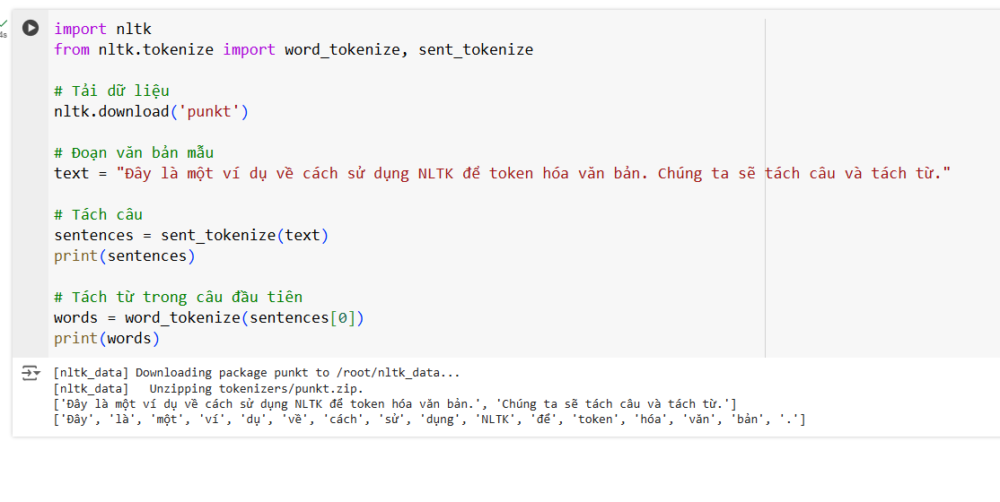 4s
import nltk
from nltk.tokenize import word_tokenize, sent_tokenize
# Tải dữ liệu
nltk.download('punkt')
# Đoạn văn bản mẫu
text = "Đây là một ví dụ về cách sử dụng NLTK để token hóa văn bản. Chúng ta sẽ tách câu và tách từ."
# Tách câu
sentences = sent_tokenize(text)
print(sentences)
# Tách từ trong câu đầu tiên
words = word_tokenize(sentences[0])
print(words)
[nltk_data] Downloading package punkt to /root/nltk_data...
[nltk_data]   Unzipping tokenizers/punkt.zip.
['Đây là một ví dụ về cách sử dụng NLTK để token hóa văn bản.', 'Chúng ta sẽ tách câu và tách từ.']
['Đây', 'là', 'một', 'ví', 'dụ', 'về', 'cách', 'sử', 'dụng', 'NLTK', 'để', 'token', 'hóa', 'văn', 'bản', '.']